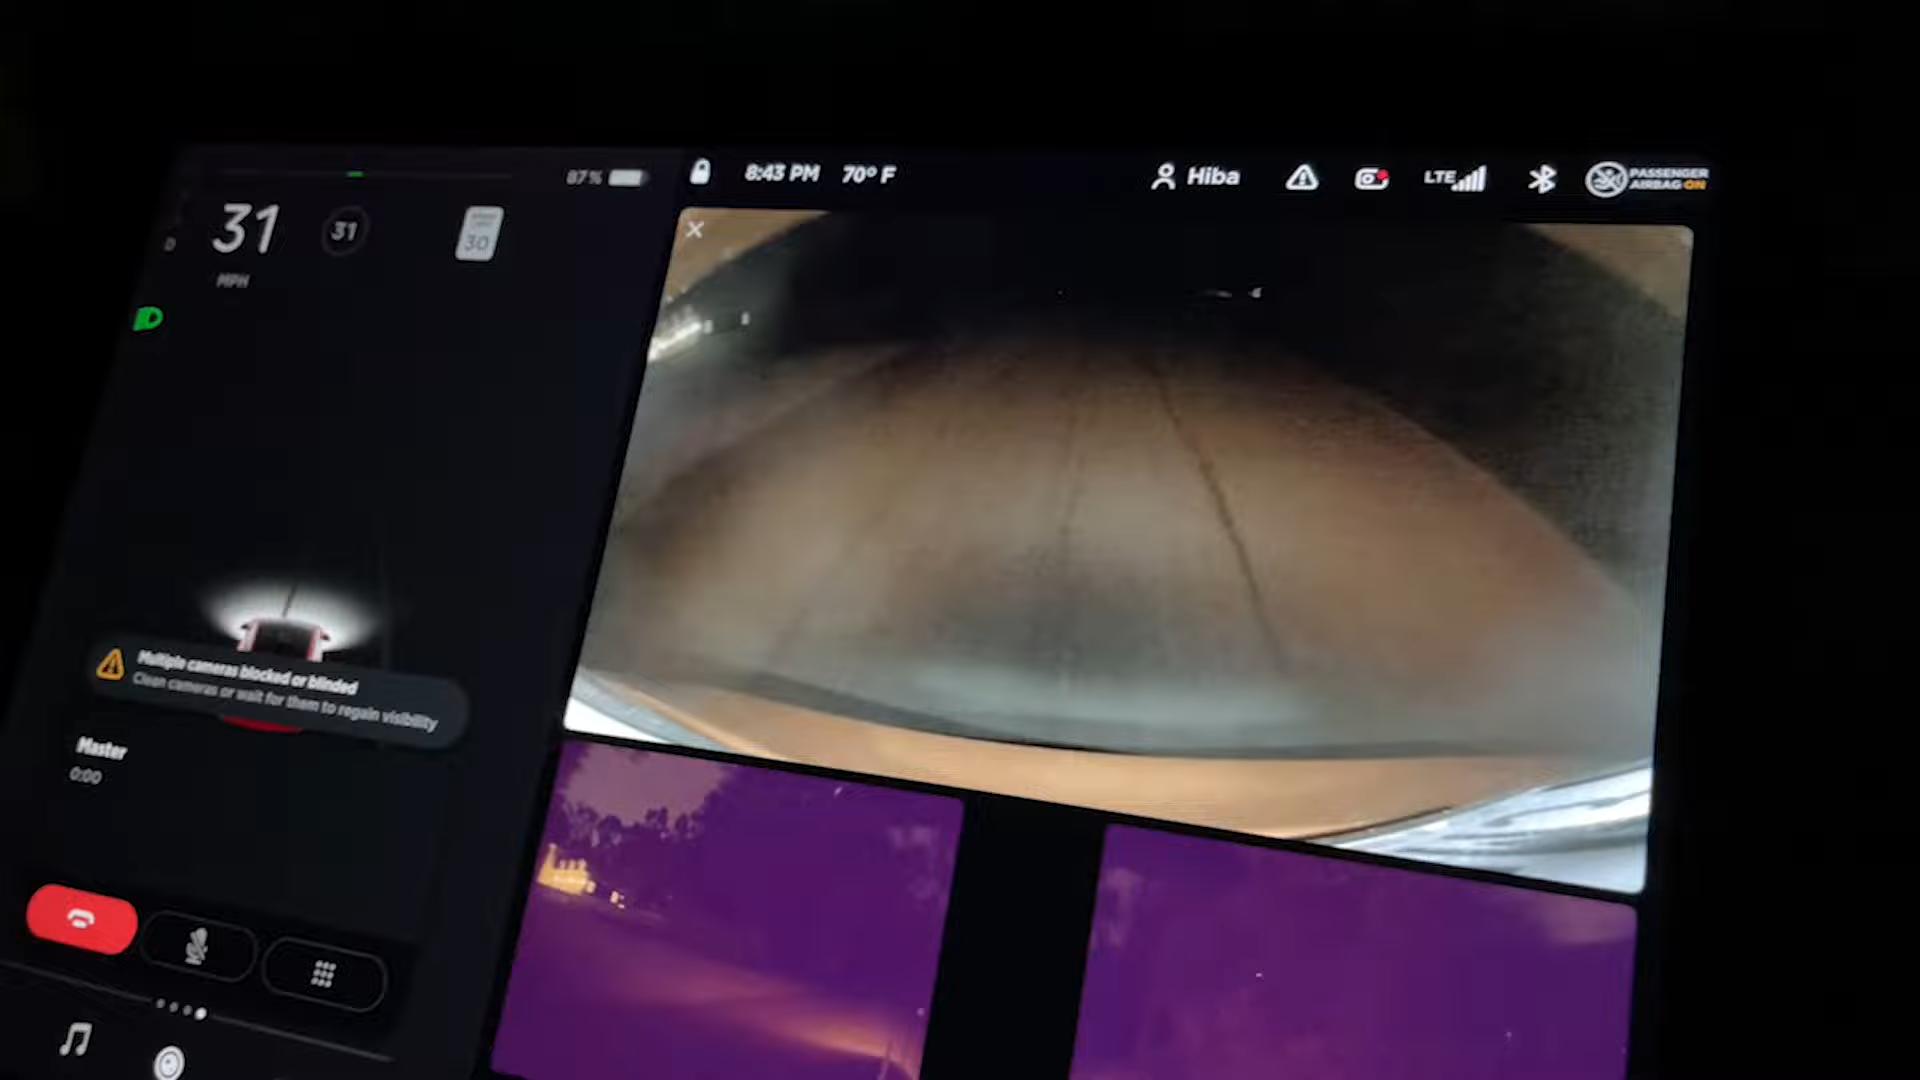 87%
8:43 PM 70° F
Hiba
LTE
PASSENGER
AIRBAG ON
31
31
30
D
MPH
Multiple cameras blocked or blinded
Clean cameras or wait for them to regain visibility
Master
0:00